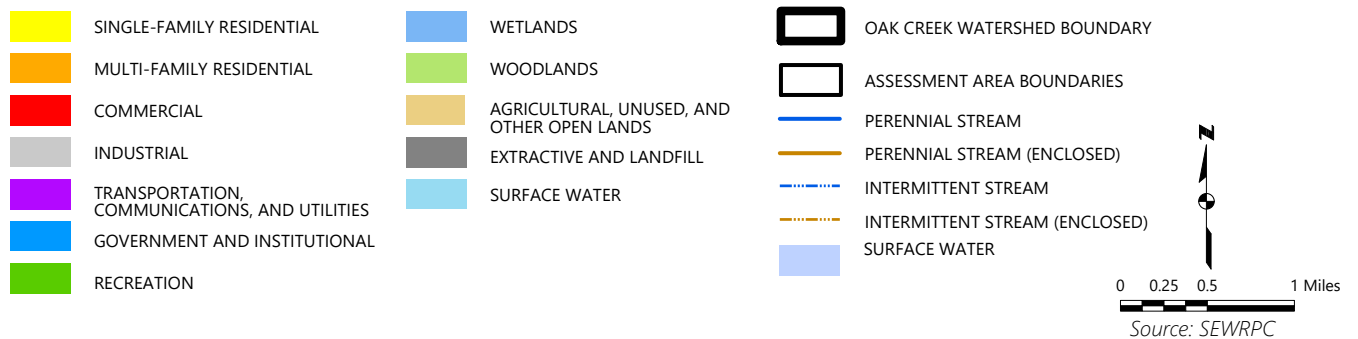 SINGLE-FAMILY RESIDENTIAL
MULTI-FAMILY RESIDENTIAL
COMMERCIAL
INDUSTRIAL
TRANSPORTATION,
COMMUNICATIONS, AND UTILITIES
GOVERNMENT AND INSTITUTIONAL
RECREATION
WETLANDS
WOODLANDS
AGRICULTURAL, UNUSED, AND
OTHER OPEN LANDS
EXTRACTIVE AND LANDFILL
SURFACE WATER
OAK CREEK WATERSHED BOUNDARY
ASSESSMENT AREA BOUNDARIES
PERENNIAL STREAM
PERENNIAL STREAM (ENCLOSED)
INTERMITTENT STREAM
INTERMITTENT STREAM (ENCLOSED)
SURFACE WATER
N
0 0.25 0.5 1 Miles
Source: SEWRPC